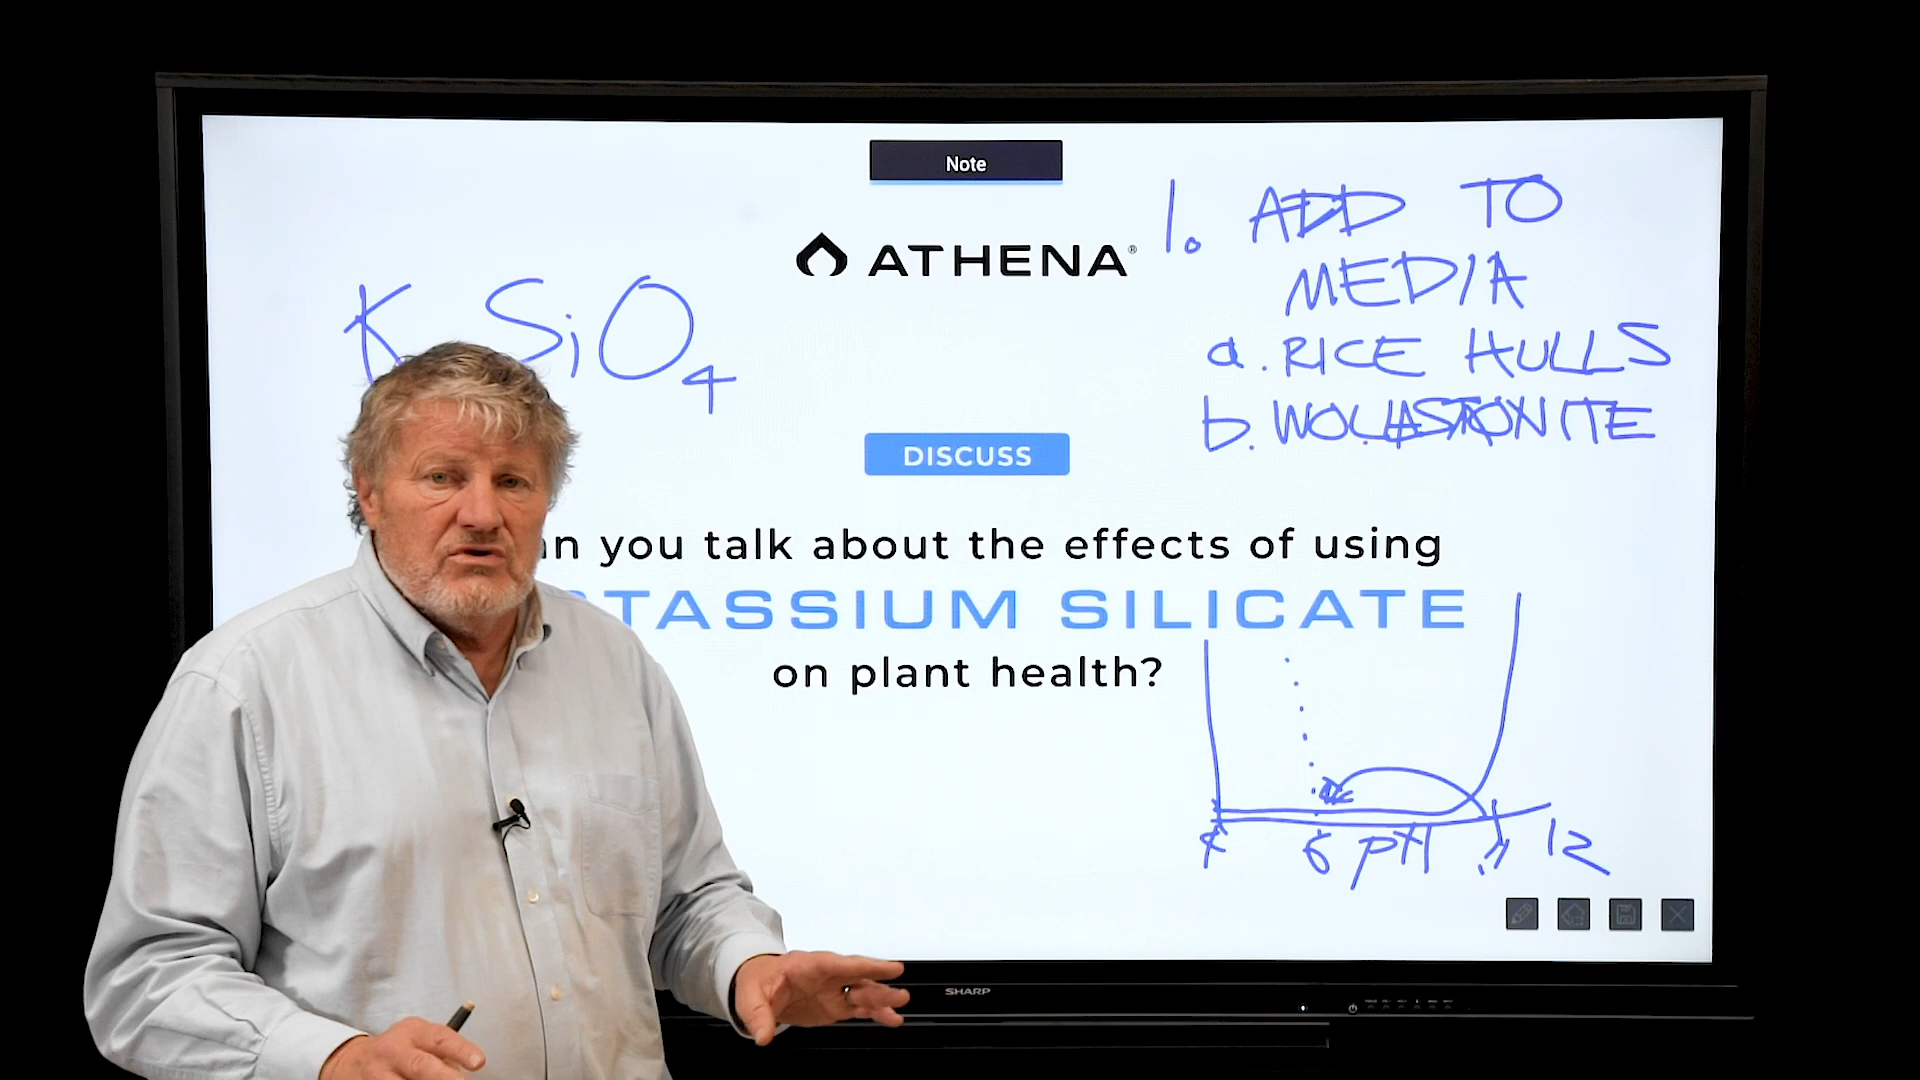 Note
ATHENA®
K SiO4
1. ADD TO
MEDIA
a. RICE HULLS
b. WOLLASTONITE
DISCUSS
an you talk about the effects of using
TASSIUM SILICATE
on plant health?
6 pH 12
SHARP